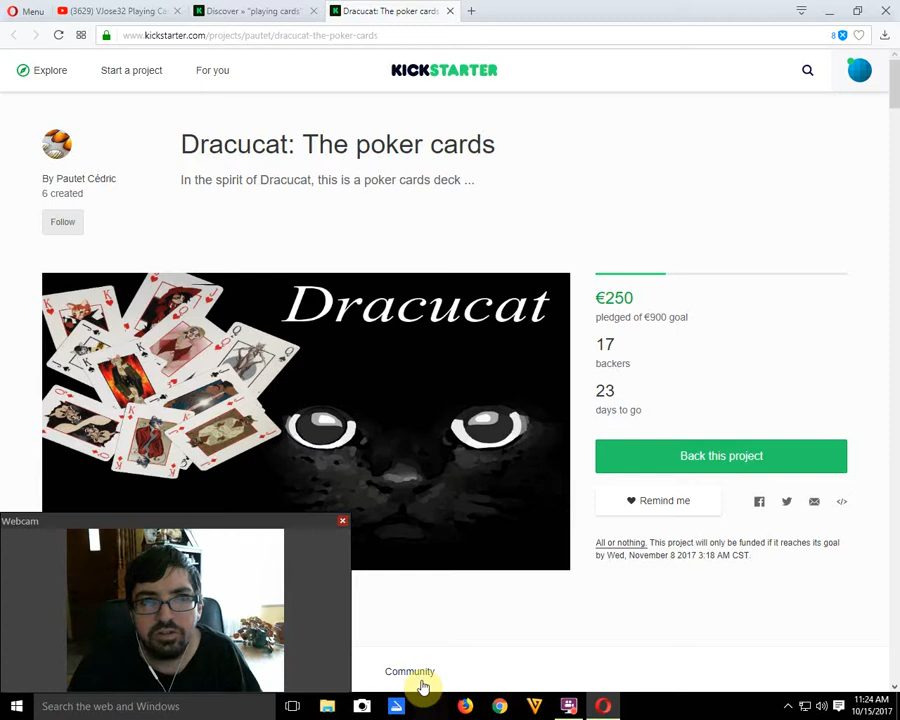 Menu
(3629) VJose32 Playing Ca
Discover » "playing cards"
Dracucat: The poker cards
www.kickstarter.com/projects/pautet/dracucat-the-poker-cards
8
Explore
Start a project
For you
KICKSTARTER
Dracucat: The poker cards
In the spirit of Dracucat, this is a poker cards deck ...
By Pautet Cédric
6 created
Follow
Dracucat
€250
pledged of €900 goal
17
backers
23
days to go
Back this project
Remind me
All or nothing. This project will only be funded if it reaches its goal
by Wed, November 8 2017 3:18 AM CST.
Webcam
Community
Search the web and Windows
11:24 AM
10/15/2017